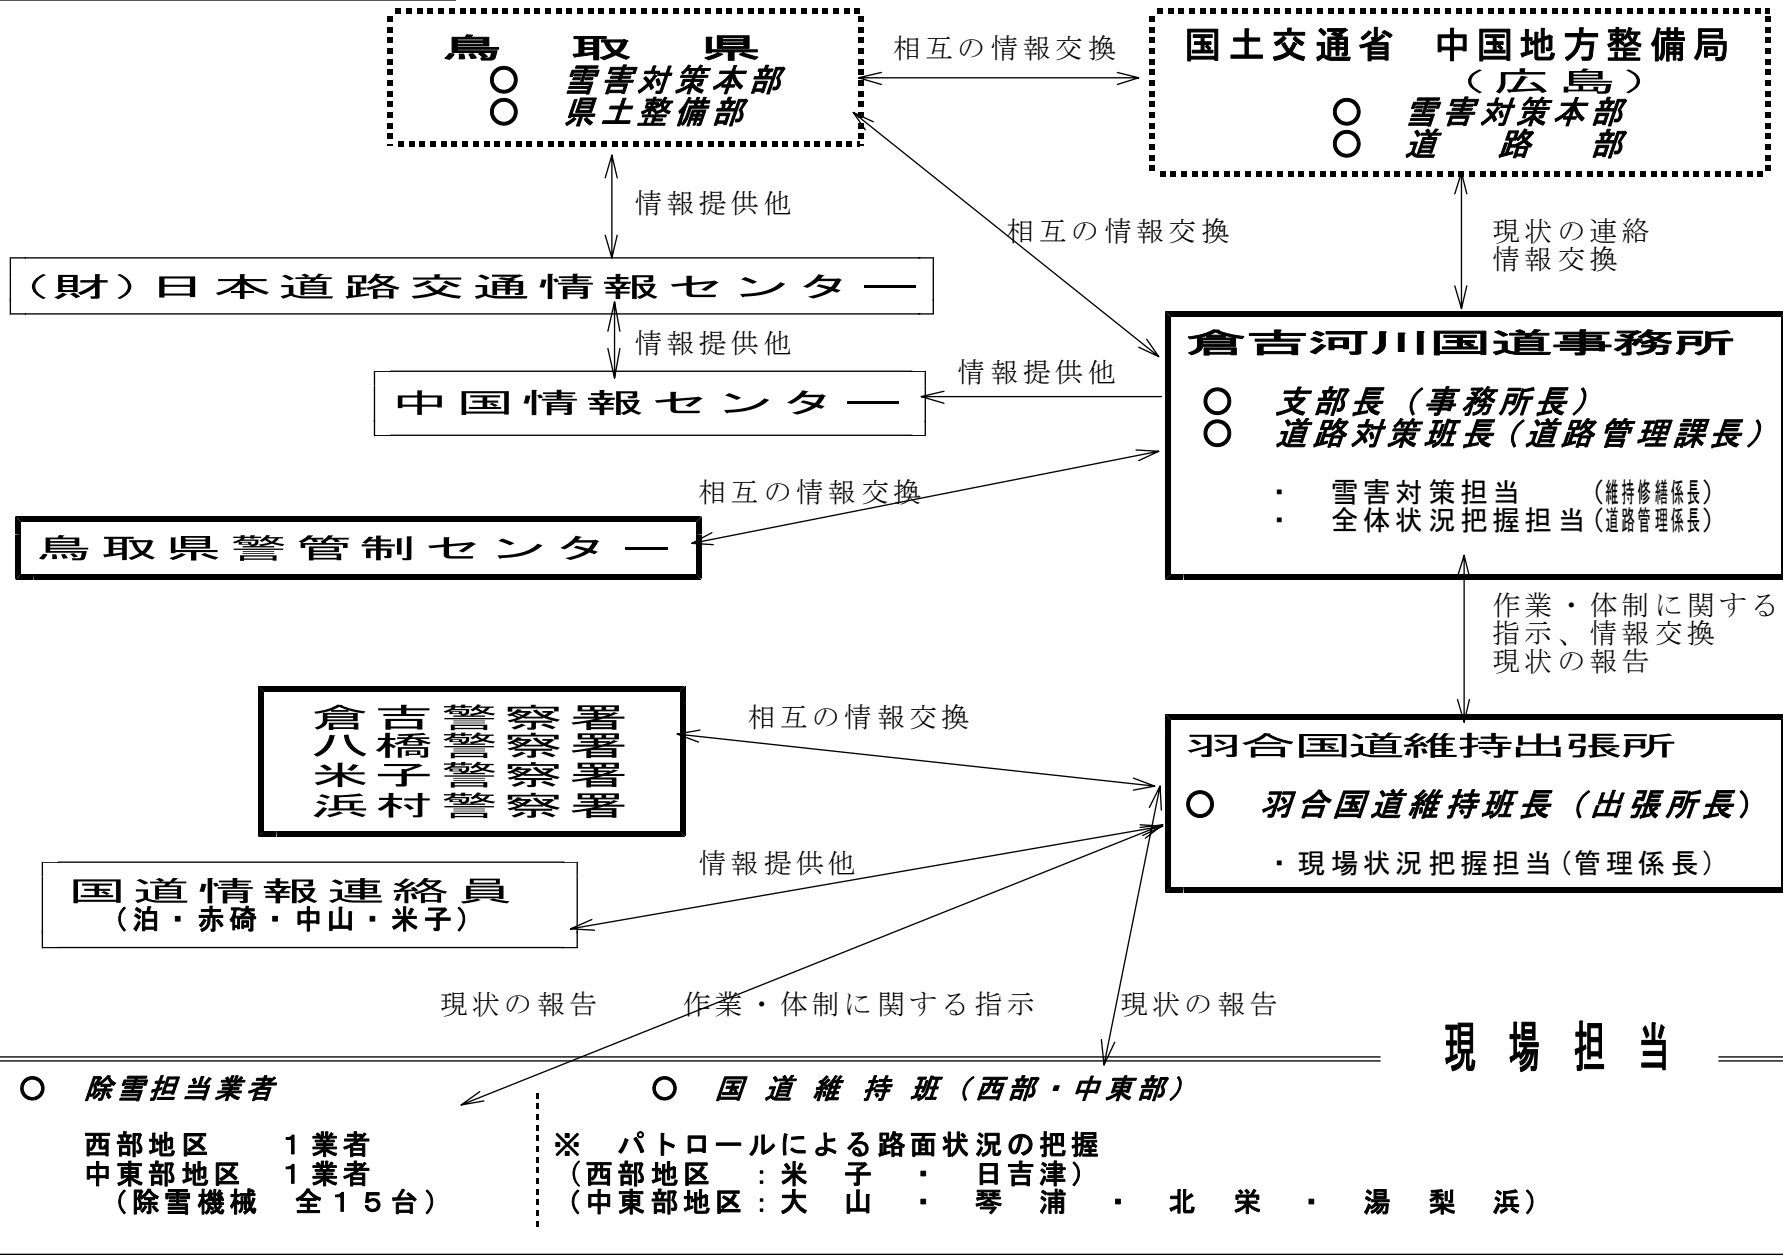 鳥　取　県
○　雪害対策本部
○　県土整備部
相互の情報交換
国土交通省　中国地方整備局
（広島）
○　雪害対策本部
○　道　路　部
情報提供他
相互の情報交換
現状の連絡
情報交換
（財）日本道路交通情報センター
情報提供他
中国情報センター
情報提供他
倉吉河川国道事務所
○　支部長（事務所長）
○　道路対策班長（道路管理課長）
・　雪害対策担当　（維持修繕係長）
・　全体状況把握担当（道路管理係長）
相互の情報交換
鳥取県警管制センター
作業・体制に関する
指示、情報交換
現状の報告
倉吉警察署
八橋警察署
米子警察署
浜村警察署
相互の情報交換
羽合国道維持出張所
○　羽合国道維持班長（出張所長）
・現場状況把握担当（管理係長）
情報提供他
国道情報連絡員
（泊・赤碕・中山・米子）
現状の報告
作業・体制に関する指示
現状の報告
現　場　担　当
○　除雪担当業者
西部地区　１業者
中東部地区　１業者
（除雪機械　全１５台）
○　国　道　維　持　班（西部・中東部）
※　パトロールによる路面状況の把握
（西部地区　：米　子　・　日吉津）
（中東部地区：大　山　・　琴　浦　・　北　栄　・　湯　梨　浜）